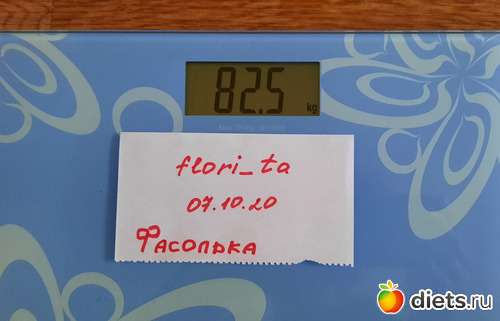 82.5 kg
flori_ta
07.10.20
Фасолька
diets.ru